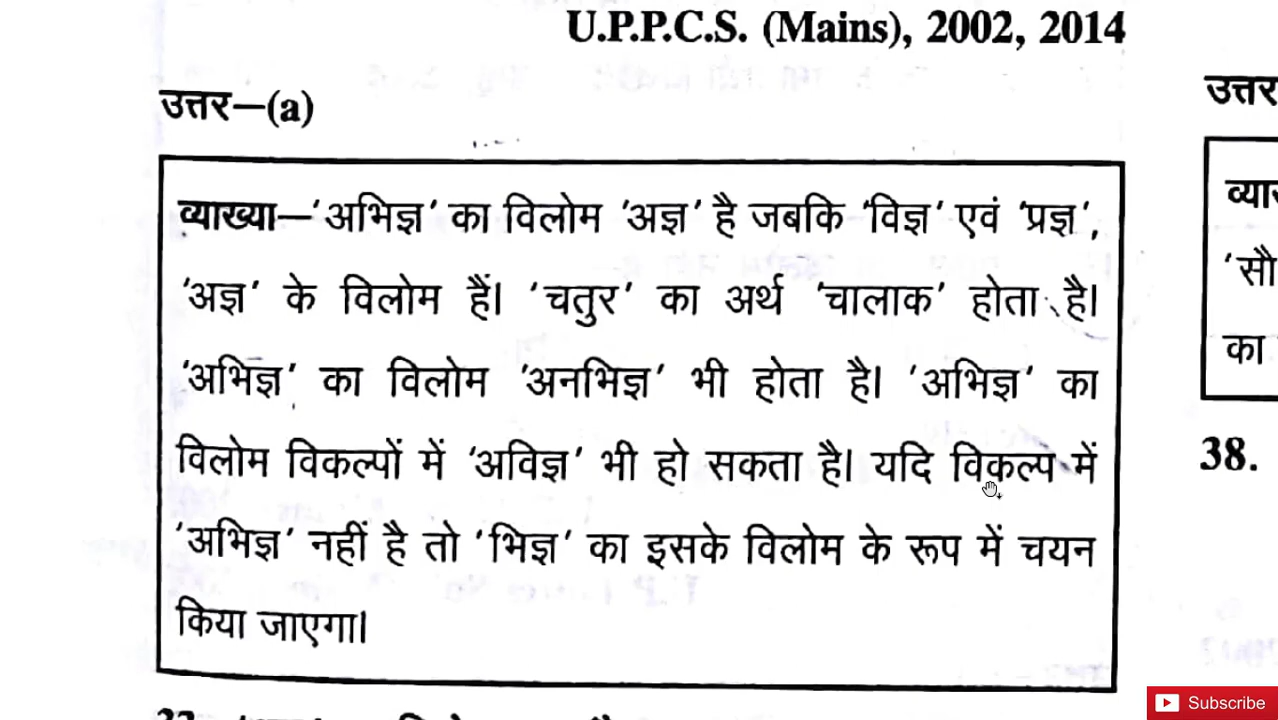 U.P.P.C.S. (Mains), 2002, 2014
उत्तर—(a)
व्याख्या—'अभिज्ञ' का विलोम 'अज्ञ' है जबकि 'विज्ञ' एवं 'प्रज्ञ',
'अज्ञ' के विलोम हैं। 'चतुर' का अर्थ 'चालाक' होता है।
'अभिज्ञ' का विलोम 'अनभिज्ञ' भी होता है। 'अभिज्ञ' का
विलोम विकल्पों में 'अविज्ञ' भी हो सकता है। यदि विकल्प में
'अभिज्ञ' नहीं है तो 'भिज्ञ' का इसके विलोम के रूप में चयन
किया जाएगा।
उत्तर
'सौ
का
38.
Subscribe